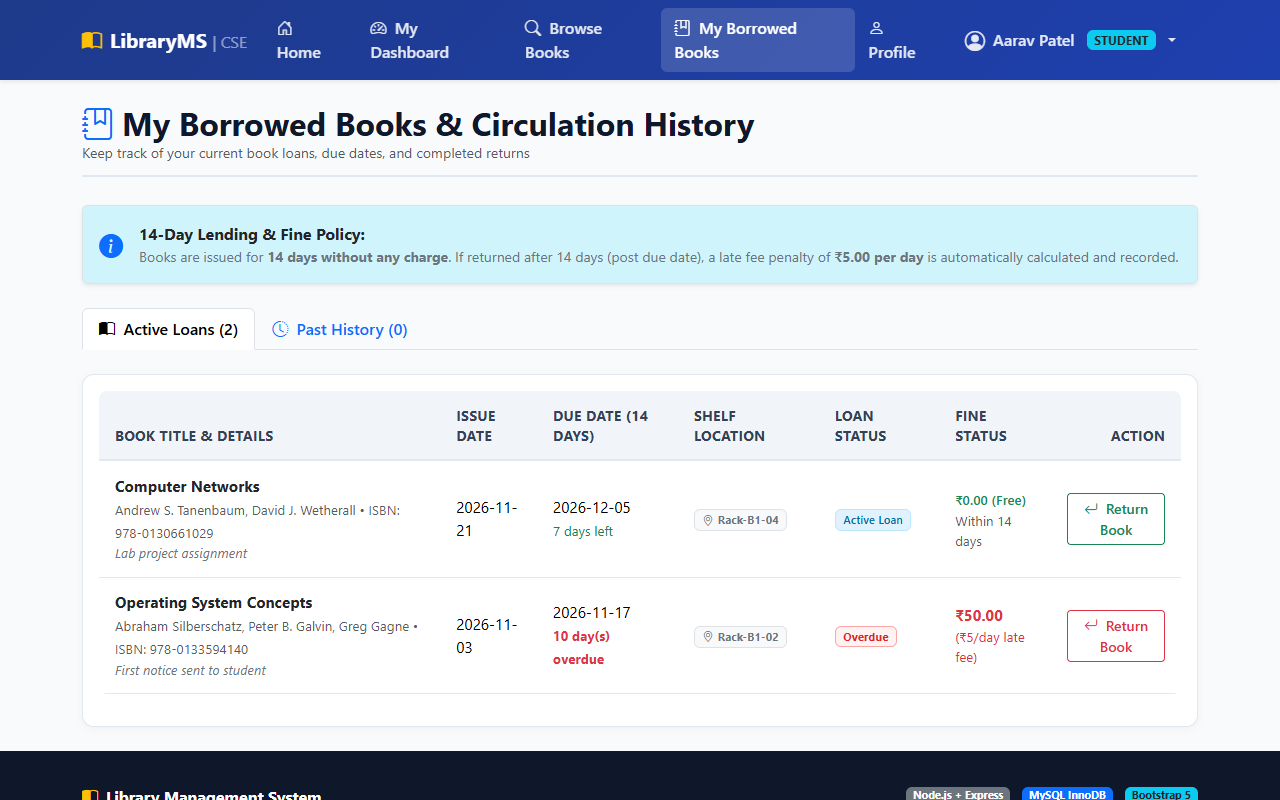 LibraryMS | CSE
Home
My
Dashboard
Browse
Books
My Borrowed
Books
Profile
Aarav Patel
STUDENT
My Borrowed Books & Circulation History
Keep track of your current book loans, due dates, and completed returns
14-Day Lending & Fine Policy:
Books are issued for 14 days without any charge. If returned after 14 days (post due date), a late fee penalty of ₹5.00 per day is automatically calculated and recorded.
Active Loans (2)
Past History (0)
BOOK TITLE & DETAILS
ISSUE
DATE
DUE DATE (14
DAYS)
SHELF
LOCATION
LOAN
STATUS
FINE
STATUS
ACTION
Computer Networks
Andrew S. Tanenbaum, David J. Wetherall • ISBN:
978-0130661029
Lab project assignment
2026-11-
21
2026-12-05
7 days left
Rack-B1-04
Active Loan
₹0.00 (Free)
Within 14
days
Return
Book
Operating System Concepts
Abraham Silberschatz, Peter B. Galvin, Greg Gagne •
ISBN: 978-0133594140
First notice sent to student
2026-11-
03
2026-11-17
10 day(s)
overdue
Rack-B1-02
Overdue
₹50.00
(₹5/day late
fee)
Return
Book
Library Management System
Node.js + Express
MySQL InnoDB
Bootstrap 5